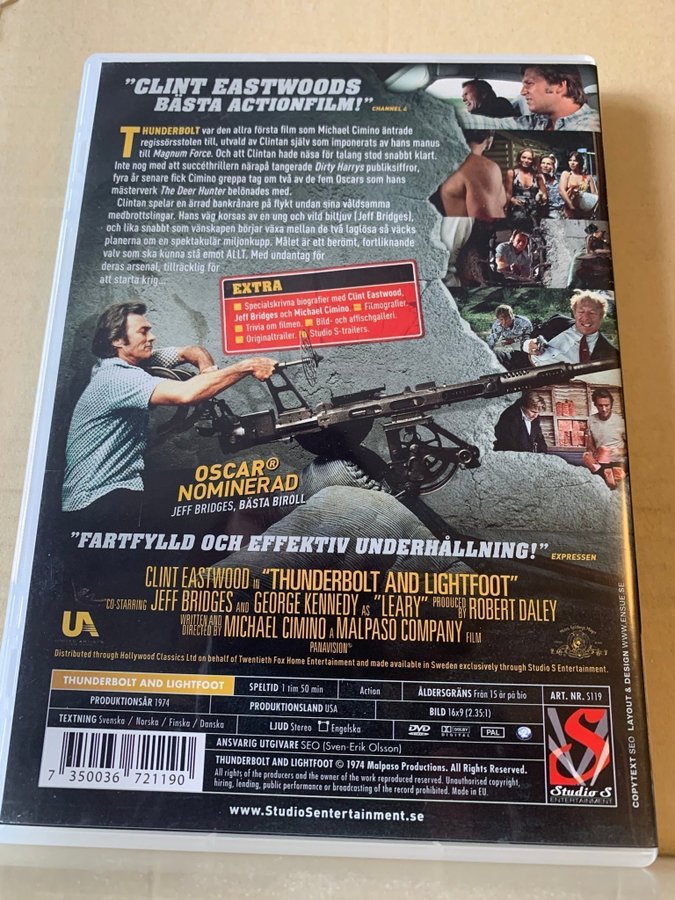 "CLINT EASTWOODS
BÄSTA ACTIONFILM!" CHANNEL 4
THUNDERBOLT var den allra första film som Michael Cimino äntrade
regissörsstolen till, utvald av Clintan själv som imponerats av hans manus
till Magnum Force. Och att Clintan hade näsa för talang stod snabbt klart.
Inte nog med att succéthrillern närapå tangerade Dirty Harrys publiksiffror,
fyra år senare fick Cimino greppa tag om två av de fem Oscars som hans
mästerverk The Deer Hunter belönades med.
Clintan spelar en ärrad bankrånare på flykt undan sina våldsamma
medbrottslingar. Hans väg korsas av en ung och vild biltjuv (Jeff Bridges),
och lika snabbt som vänskapen börjar växa mellan de två laglösa så väcks
planerna om en spektakulär miljonkupp. Målet är ett berömt, fortliknande
valv som ska kunna stå emot ALLT. Med undantag för
deras arsenal, tillräcklig för
att starta krig...
EXTRA
Specialskrivna biografier med Clint Eastwood,
Jeff Bridges och Michael Cimino. Filmografier.
Trivia om filmen. Bild- och affischgalleri.
Originaltrailer. Studio S-trailers.
OSCAR®
NOMINERAD
JEFF BRIDGES, BÄSTA BIROLL
"FARTFYLLD OCH EFFEKTIV UNDERHÅLLNING!" EXPRESSEN
CLINT EASTWOOD IN "THUNDERBOLT AND LIGHTFOOT"
CO-STARRING JEFF BRIDGES AND GEORGE KENNEDY AS "LEARY" PRODUCED BY ROBERT DALEY
WRITTEN AND DIRECTED BY MICHAEL CIMINO A MALPASO COMPANY FILM
PANAVISION®
UA
UNITED ARTISTS
Distributed through Hollywood Classics Ltd on behalf of Twentieth Fox Home Entertainment and made available in Sweden exclusively through Studio S Entertainment.
THUNDERBOLT AND LIGHTFOOT SPELTID 1 tim 50 min Action ÅLDERSGRÄNS Från 15 år på bio ART. NR. S119
PRODUKTIONSÅR 1974 PRODUKTIONSLAND USA BILD 16x9 (2.35:1)
TEXTNING Svenska / Norska / Finska / Danska LJUD Stereo Engelska DVD DOLBY DIGITAL PAL
ANSVARIG UTGIVARE SEO (Sven-Erik Olsson)
THUNDERBOLT AND LIGHTFOOT © 1974 Malpaso Productions. All Rights Reserved.
All rights of the producers and the owner of the work reproduced reserved. Unauthorised copying,
hiring, lending, public performance or broadcasting of the record prohibited. Made in EU.
7 350036 721190
S
Studio S
ENTERTAINMENT
www.StudioSentertainment.se
COPYTEXT SEO LAYOUT & DESIGN WWW.ENSUE.SE